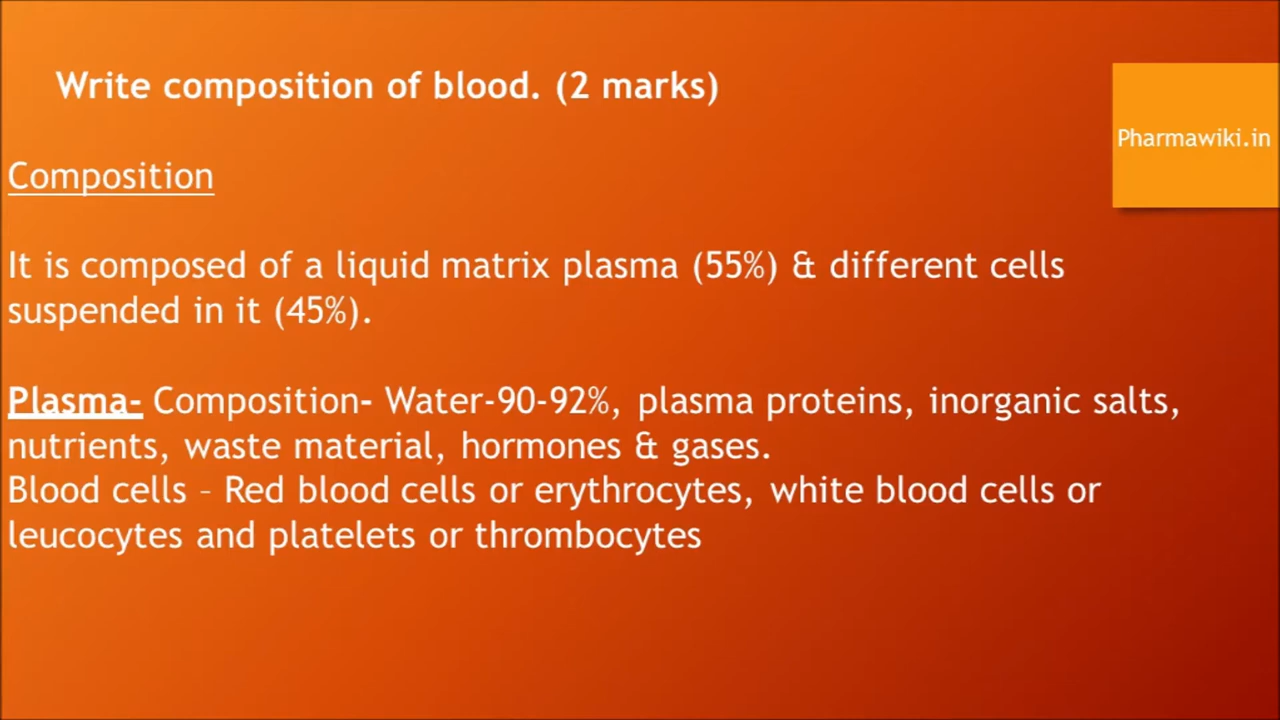 Write composition of blood. (2 marks)
Pharmawiki.in
Composition
It is composed of a liquid matrix plasma (55%) & different cells
suspended in it (45%).
Plasma- Composition- Water-90-92%, plasma proteins, inorganic salts,
nutrients, waste material, hormones & gases.
Blood cells – Red blood cells or erythrocytes, white blood cells or
leucocytes and platelets or thrombocytes